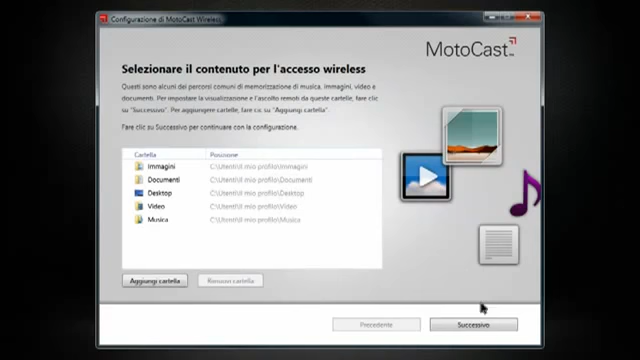 Configurazione di MotoCast Wireless
MotoCast
Selezionare il contenuto per l'accesso wireless
Questi sono alcuni dei percorsi comuni di memorizzazione di musica, immagini, video e
documenti. Per impostare la visualizzazione e l'ascolto remoti da queste cartelle, fare clic
su "Successivo". Per aggiungere cartelle, fare clic su "Aggiungi cartella".
Fare clic su Successivo per continuare con la configurazione.
Cartella Posizione
Immagini C:\Utenti\Il mio profilo\Immagini
Documenti C:\Utenti\Il mio profilo\Documenti
Desktop C:\Utenti\Il mio profilo\Desktop
Video C:\Utenti\Il mio profilo\Video
Musica C:\Utenti\Il mio profilo\Musica
Aggiungi cartella Rimuovi cartella
Precedente Successivo